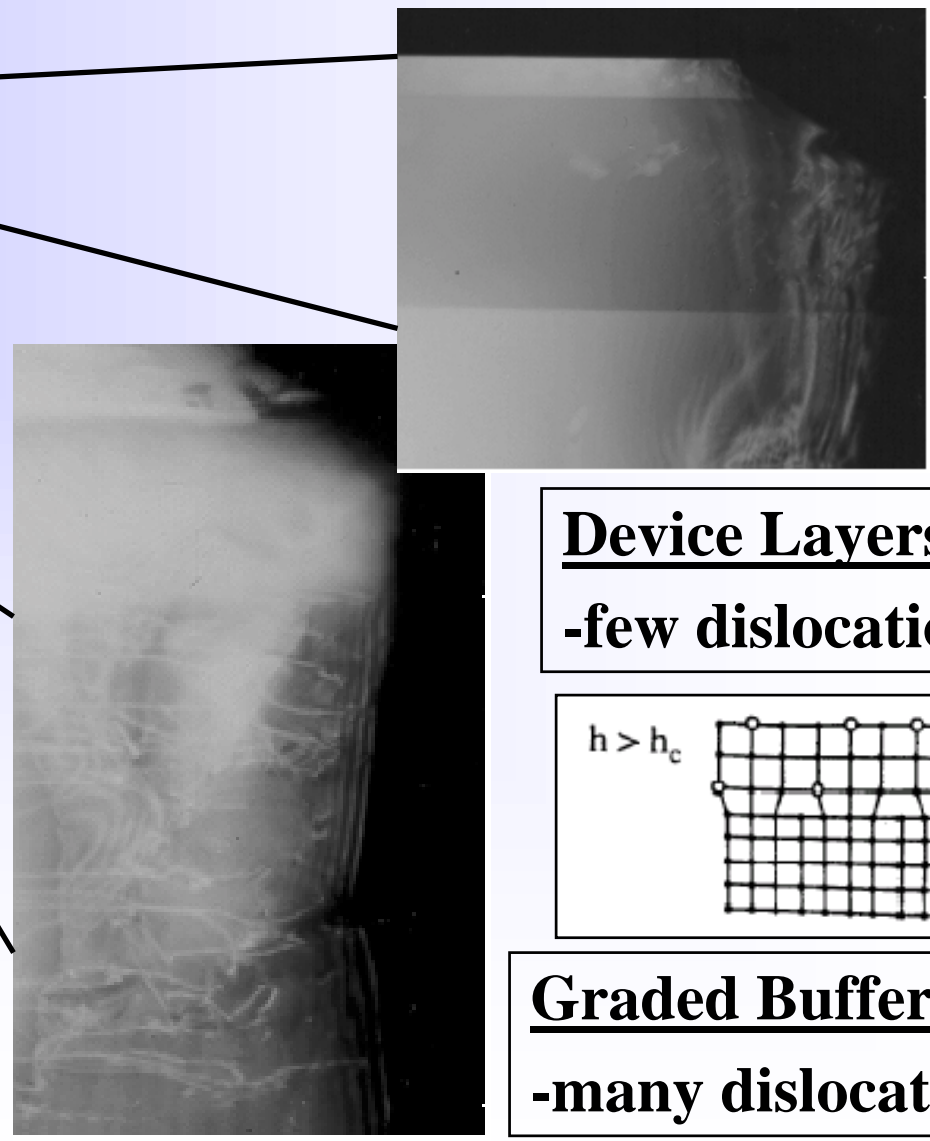 Device Layers
-few dislocatio
h > hc
Graded Buffer
-many dislocat